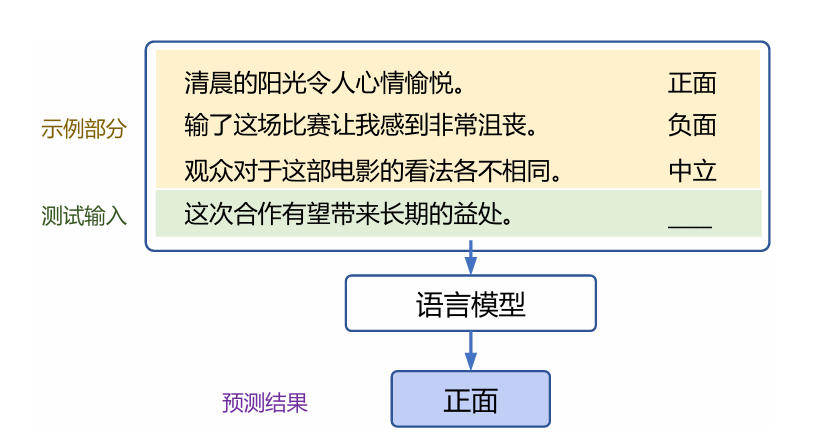 清晨的阳光令人心情愉悦。 正面
示例部分 输了这场比赛让我感到非常沮丧。 负面
观众对于这部电影的看法各不相同。 中立
测试输入 这次合作有望带来长期的益处。 ___
语言模型
预测结果 正面